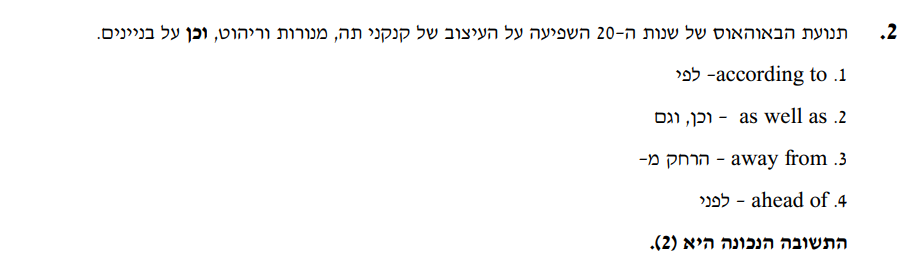 2. תנועת הבאוהאוס של שנות ה-20 השפיעה על העיצוב של קנקני תה, מנורות וריהוט, וכן על בניינים.
1. according to- לפי
2. as well as - וכן, וגם
3. away from - הרחק מ-
4. ahead of - לפני
התשובה הנכונה היא (2).